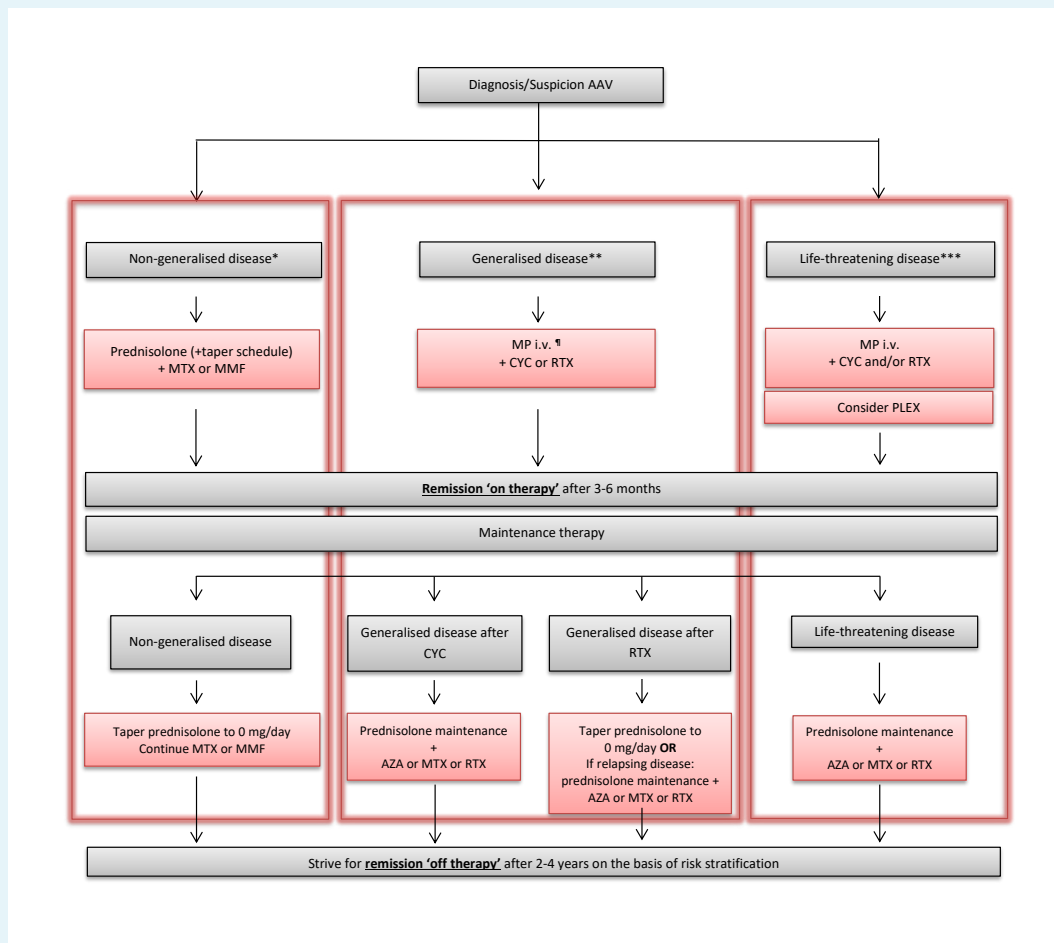 Diagnosis/Suspicion AAV
Non-generalised disease*
Generalised disease**
Life-threatening disease***
Prednisolone (+taper schedule)
+ MTX or MMF
MP i.v. ¶
+ CYC or RTX
MP i.v.
+ CYC and/or RTX
Consider PLEX
Remission ‘on therapy’ after 3-6 months
Maintenance therapy
Non-generalised disease
Generalised disease after
CYC
Generalised disease after
RTX
Life-threatening disease
Taper prednisolone to 0 mg/day
Continue MTX or MMF
Prednisolone maintenance
+
AZA or MTX or RTX
Taper prednisolone to
0 mg/day OR
If relapsing disease:
prednisolone maintenance +
AZA or MTX or RTX
Prednisolone maintenance
+
AZA or MTX or RTX
Strive for remission ‘off therapy’ after 2-4 years on the basis of risk stratification